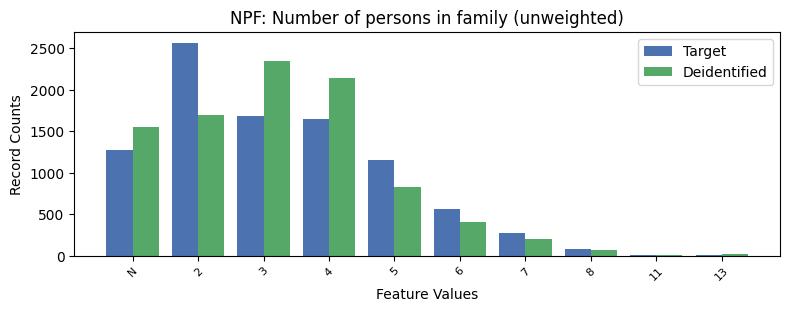 NPF: Number of persons in family (unweighted)
Record Counts
2500
2000
1500
1000
500
0
Target
Deidentified
N 2 3 4 5 6 7 8 11 13
Feature Values